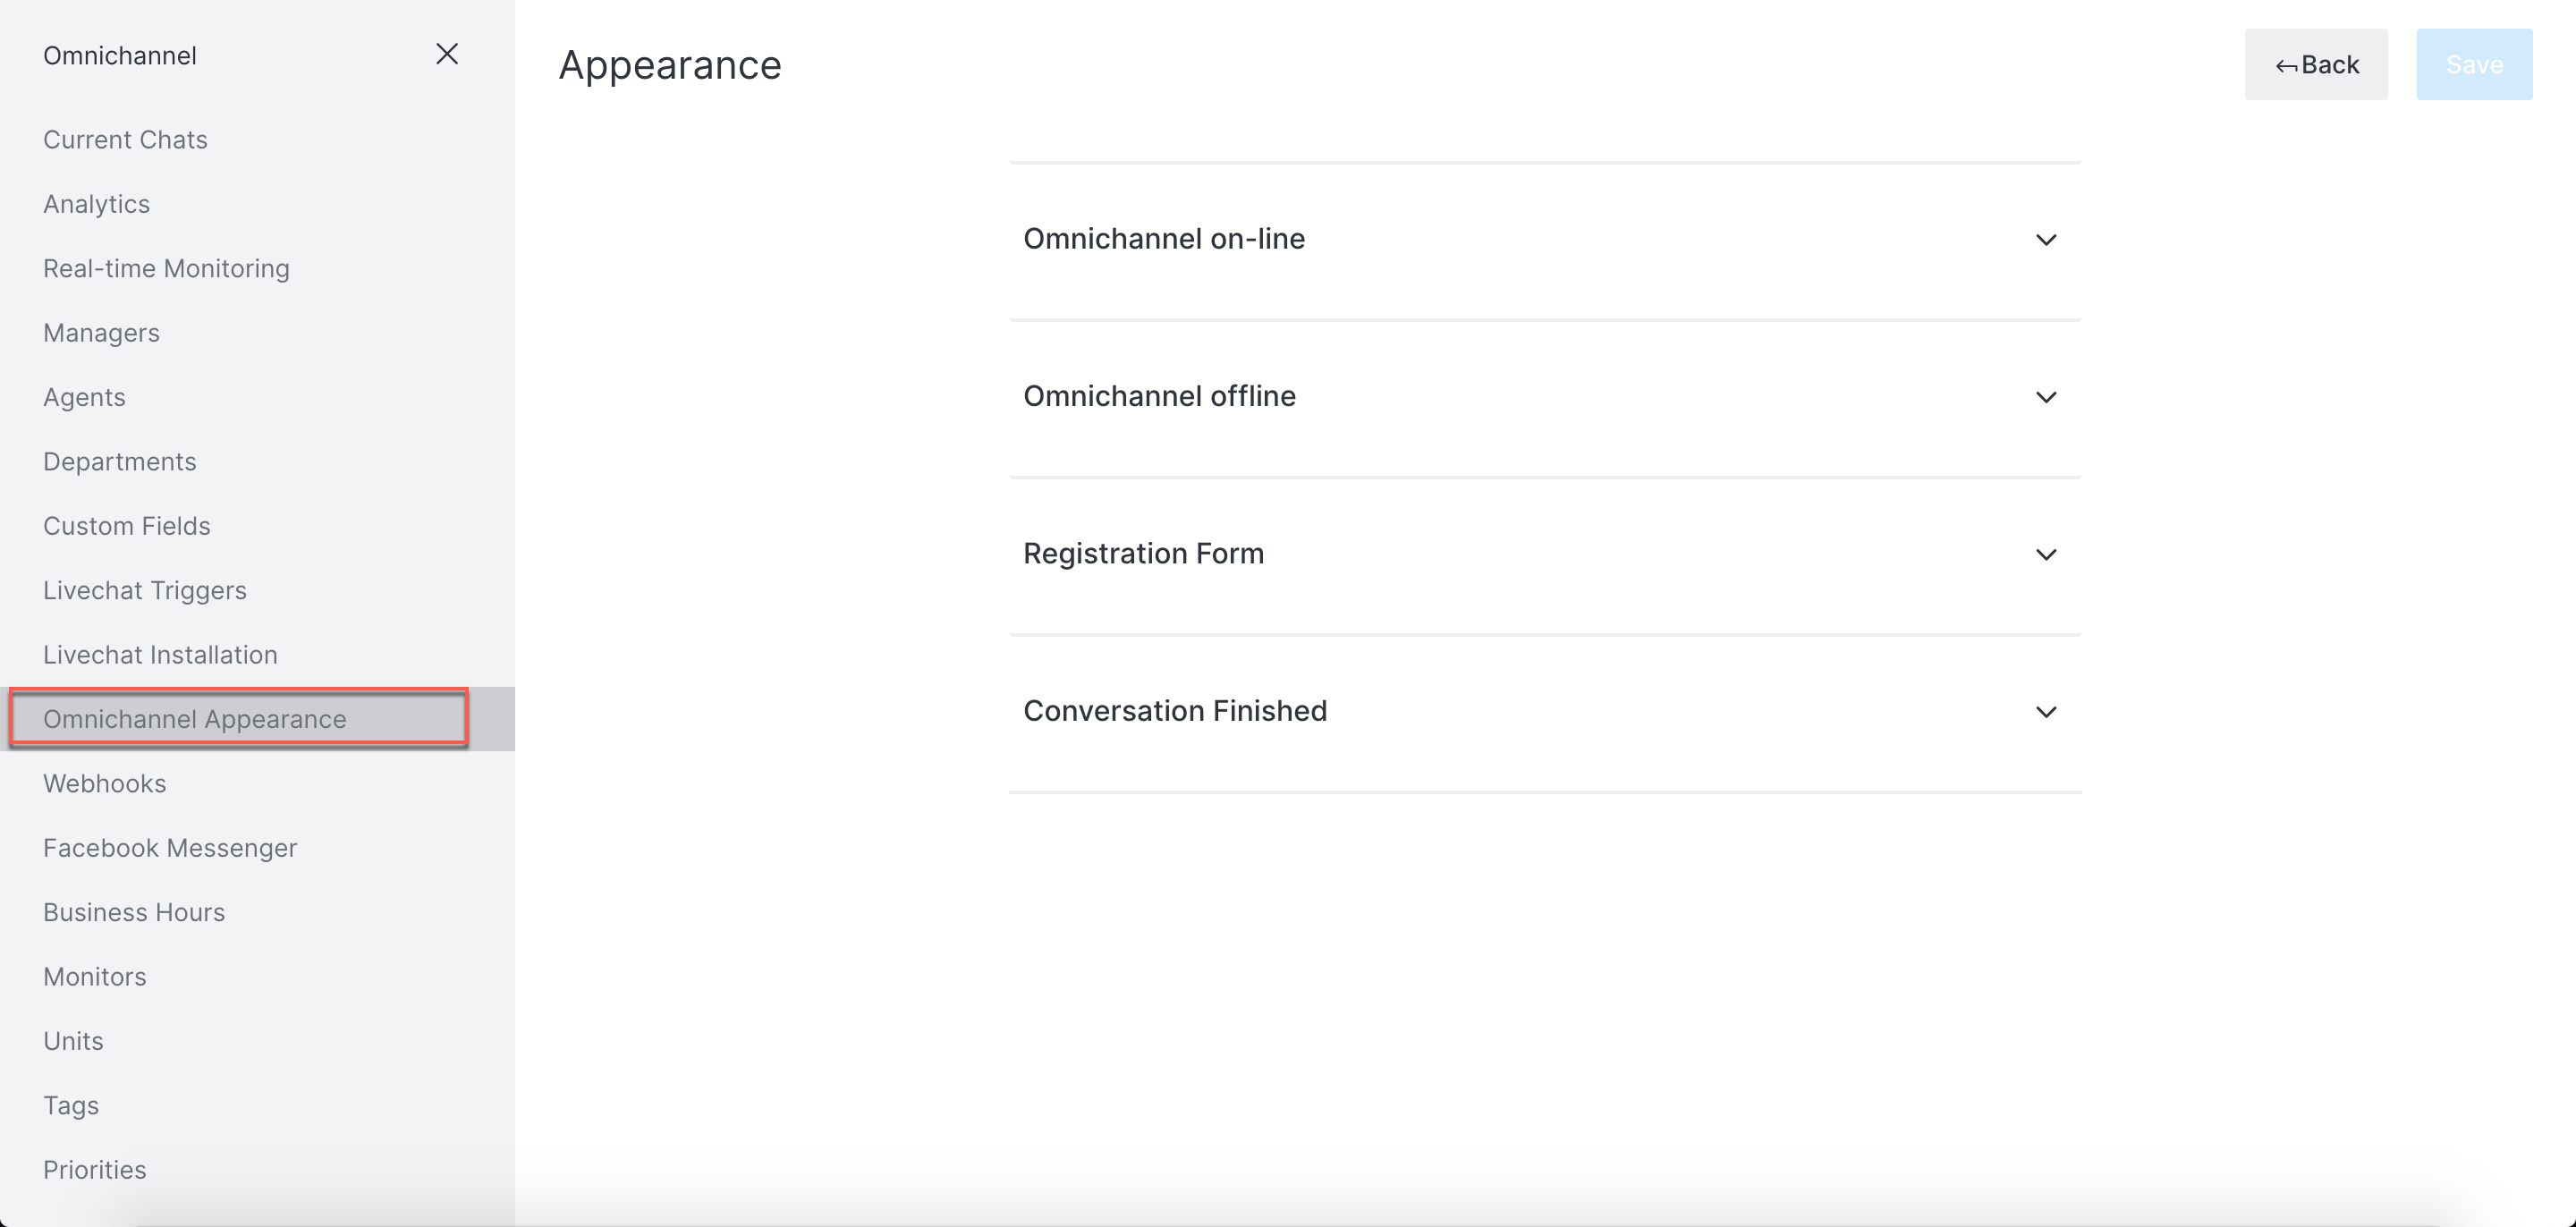 Omnichannel
Current Chats
Analytics
Real-time Monitoring
Managers
Agents
Departments
Custom Fields
Livechat Triggers
Livechat Installation
Omnichannel Appearance
Webhooks
Facebook Messenger
Business Hours
Monitors
Units
Tags
Priorities
Appearance
Back
Save
Omnichannel on-line
Omnichannel offline
Registration Form
Conversation Finished